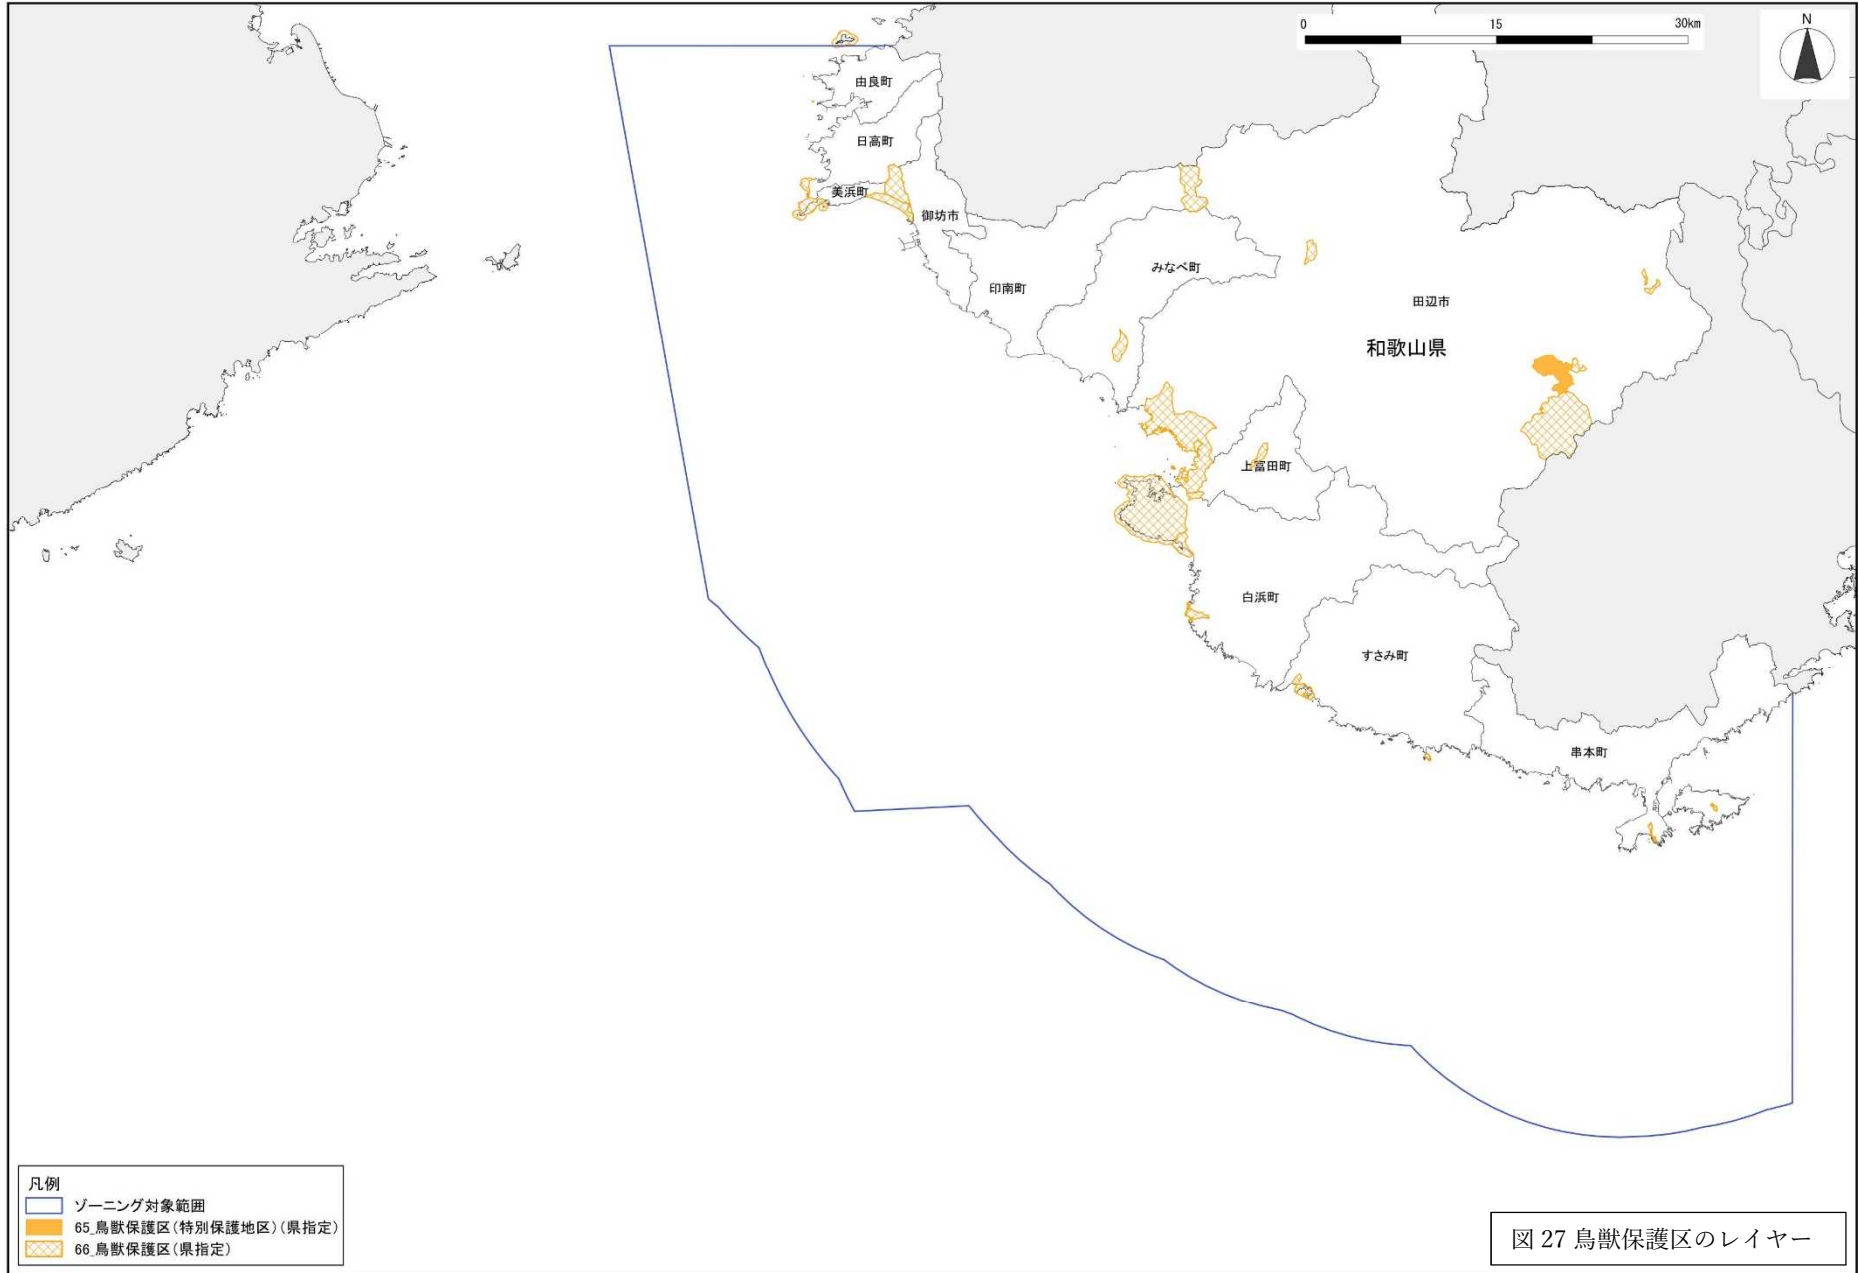 0 15 30km
N
由良町
日高町
美浜町
御坊市
みなべ町
印南町
田辺市
和歌山県
上富田町
白浜町
すさみ町
串本町
凡例
ゾーニング対象範囲
65_鳥獣保護区(特別保護地区)(県指定)
66_鳥獣保護区(県指定)
図 27 鳥獣保護区のレイヤー